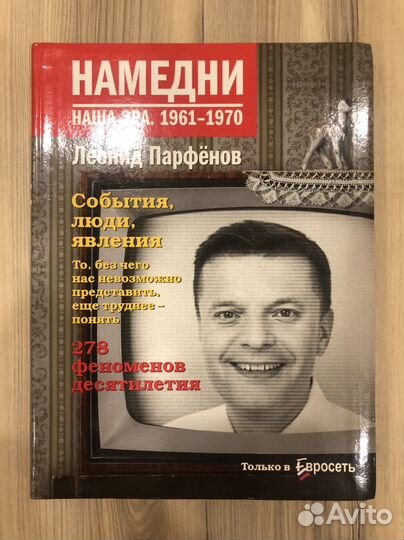 НАМЕДНИ
НАША ЭРА. 1961–1970
Леонид Парфёнов
События,
люди,
явления
То, без чего
нас невозможно
представить,
еще труднее –
понять
278
феноменов
десятилетия
Только в Евросеть
Avito